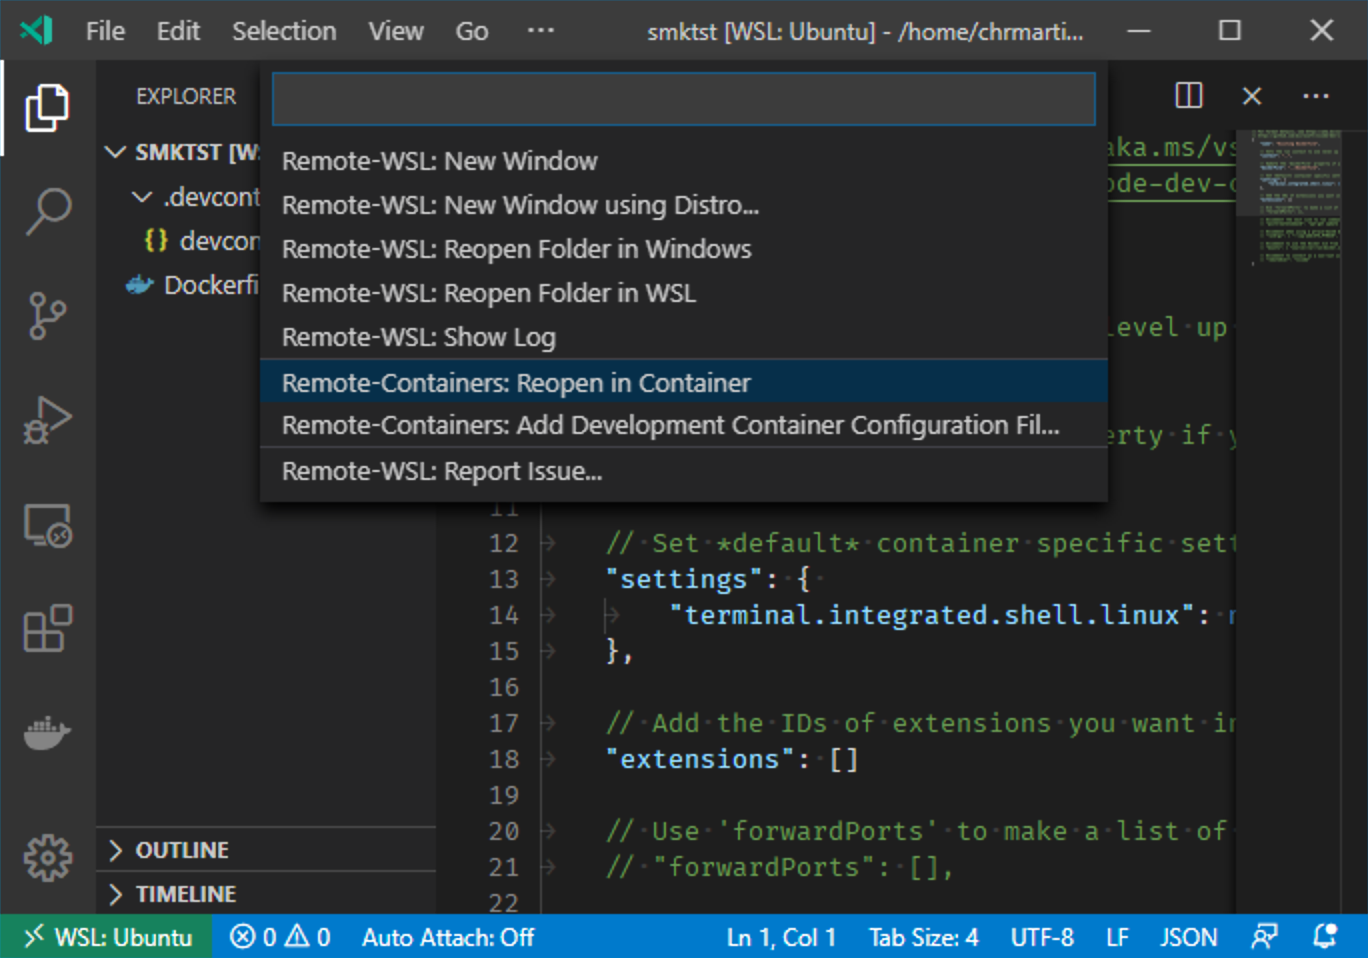 File Edit Selection View Go ··· smktst [WSL: Ubuntu] - /home/chrmarti...
EXPLORER
SMKTST [W
.devcont
{} devcon
Dockerfi
Remote-WSL: New Window
Remote-WSL: New Window using Distro...
Remote-WSL: Reopen Folder in Windows
Remote-WSL: Reopen Folder in WSL
Remote-WSL: Show Log
Remote-Containers: Reopen in Container
Remote-Containers: Add Development Container Configuration Fil...
Remote-WSL: Report Issue...
aka.ms/vs
ode-dev-c
level up
erty if y
11
12 // Set *default* container specific sett
13 "settings": {
14 "terminal.integrated.shell.linux": n
15 },
16
17 // Add the IDs of extensions you want in
18 "extensions": []
19
20 // Use 'forwardPorts' to make a list of
21 // "forwardPorts": [],
22
OUTLINE
TIMELINE
WSL: Ubuntu 0 0 Auto Attach: Off Ln 1, Col 1 Tab Size: 4 UTF-8 LF JSON